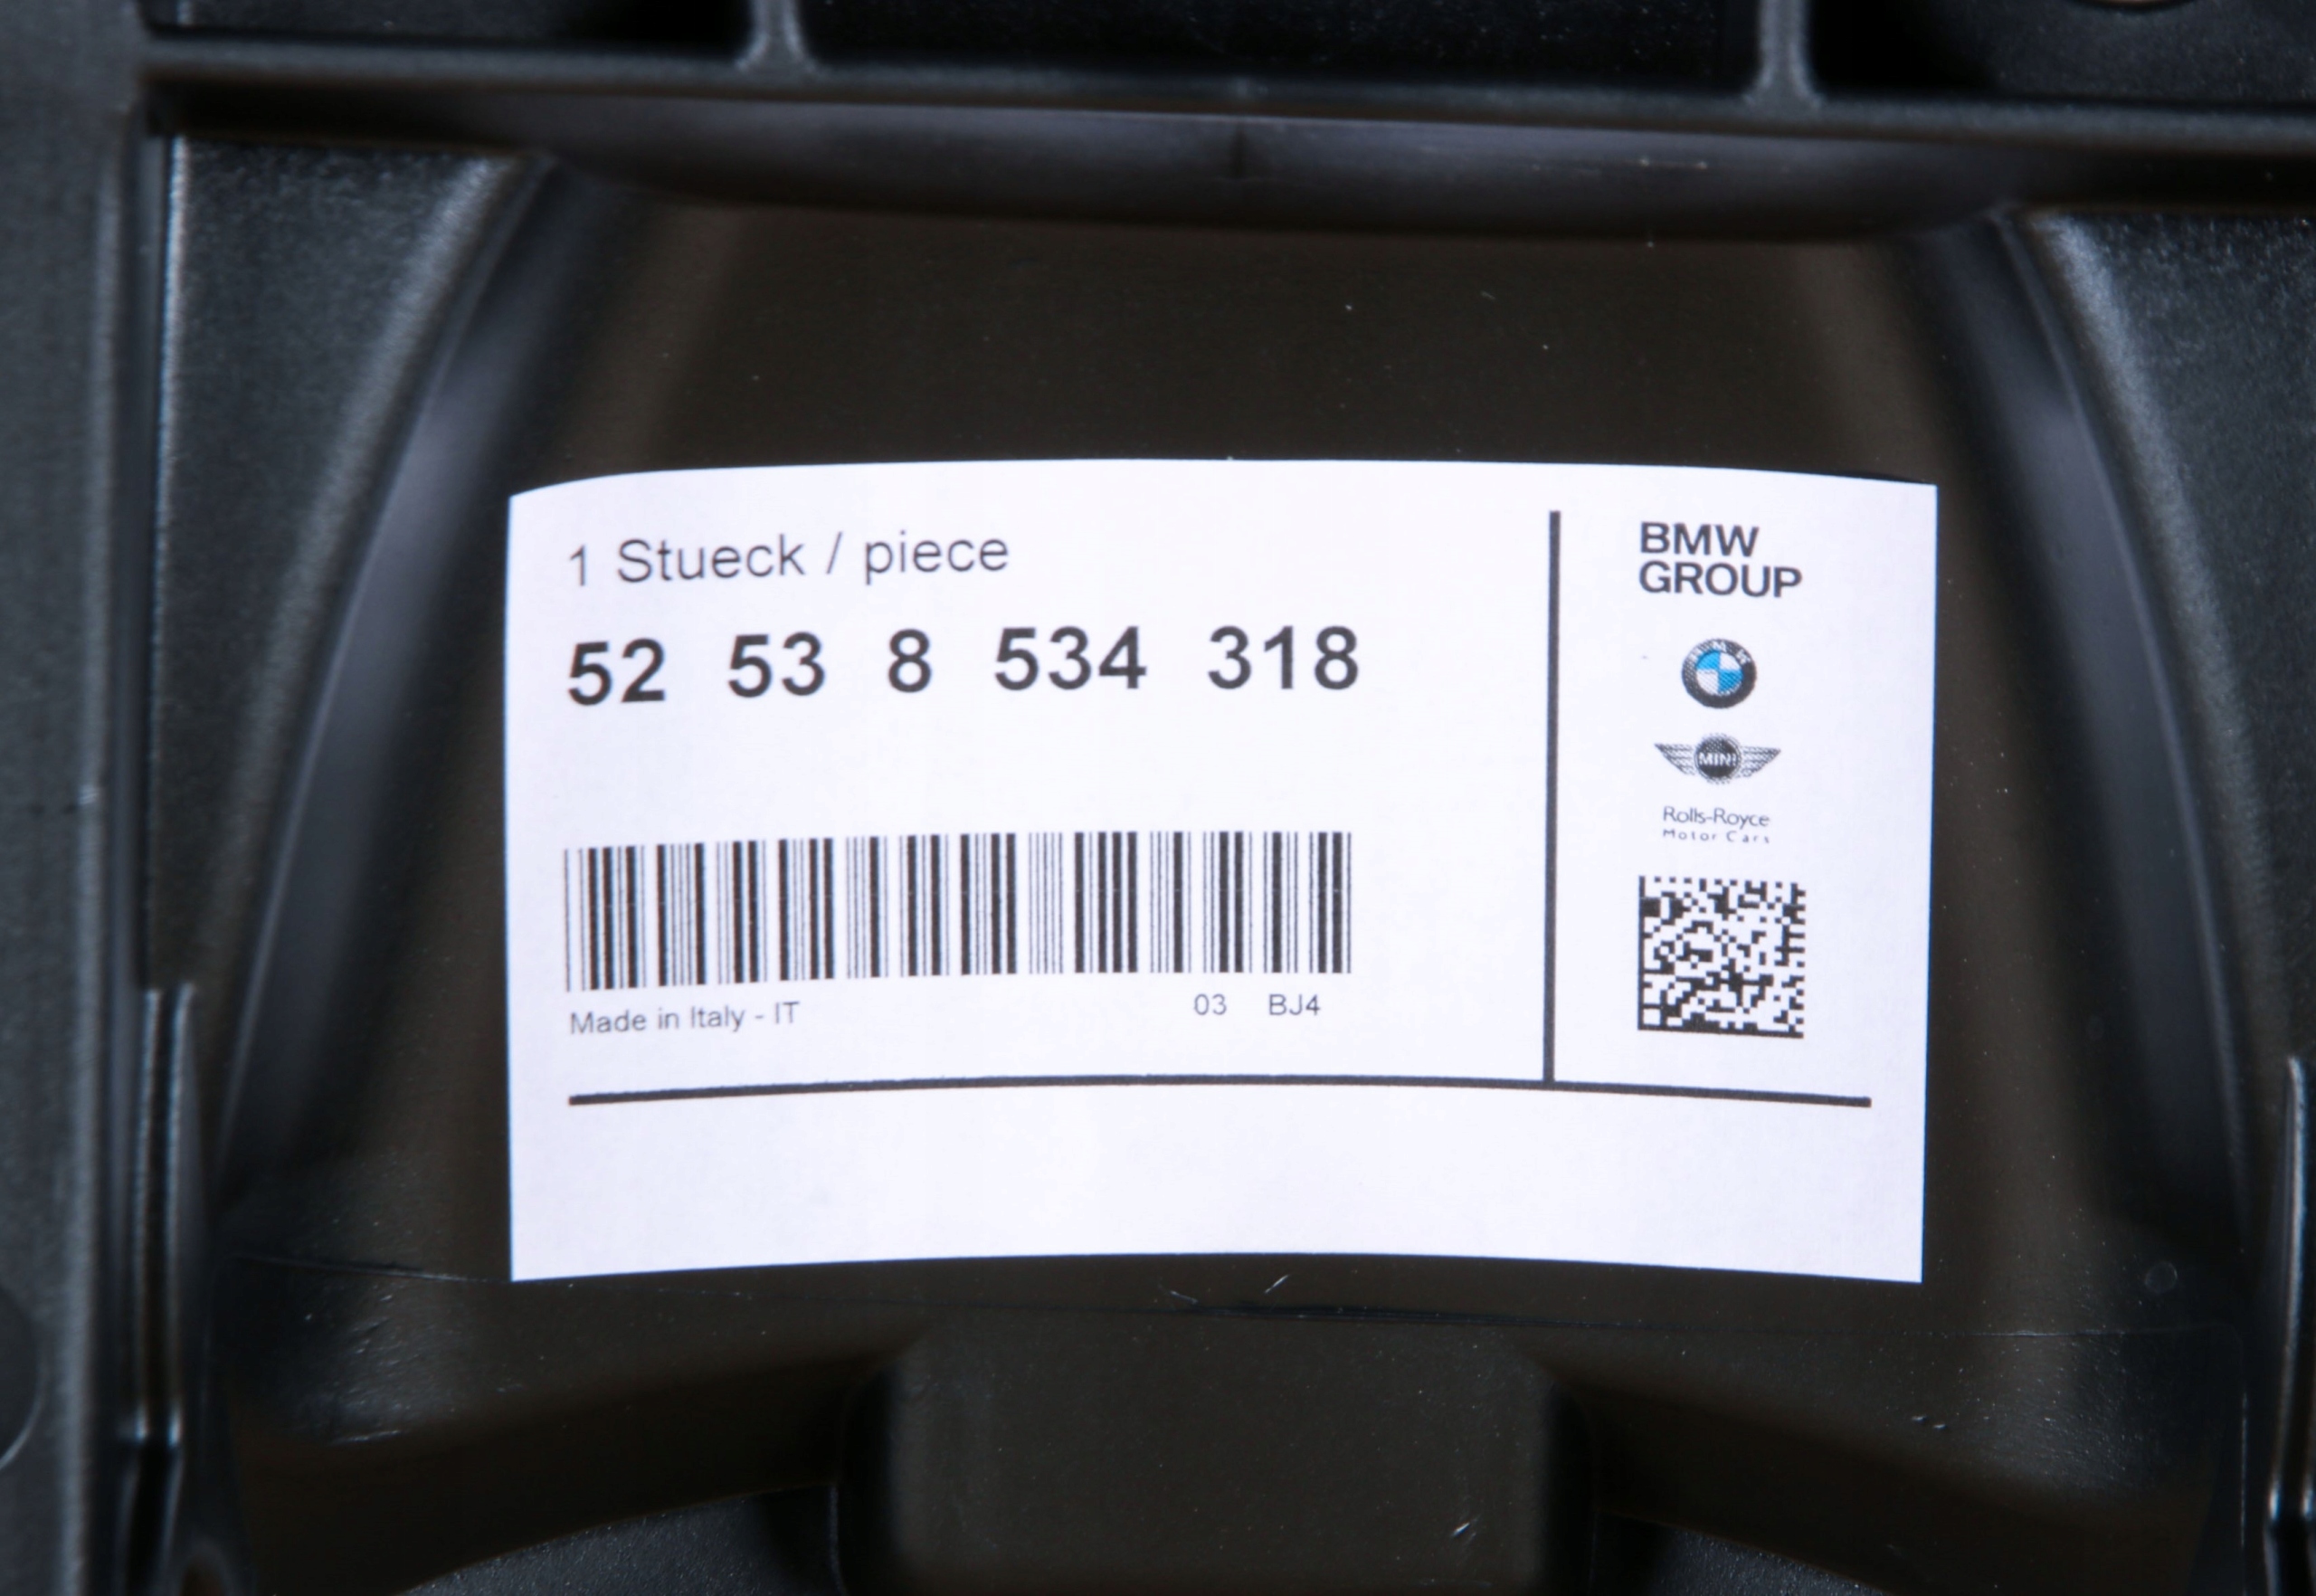 1 Stueck / piece
52 53 8 534 318
Made in Italy - IT
03 BJ4
BMW
GROUP
BMW
MINI
Rolls-Royce
Motor Cars